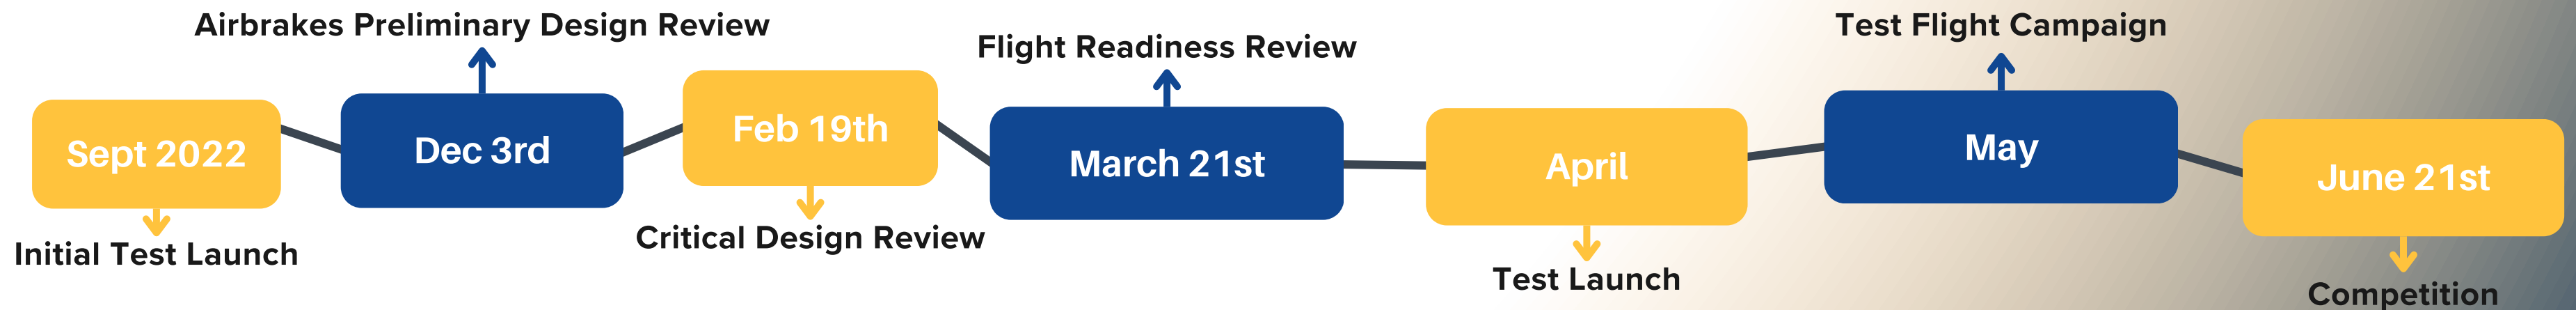 Sept 2022
Initial Test Launch
Airbrakes Preliminary Design Review
Dec 3rd
Feb 19th
Critical Design Review
Flight Readiness Review
March 21st
April
Test Launch
Test Flight Campaign
May
June 21st
Competition